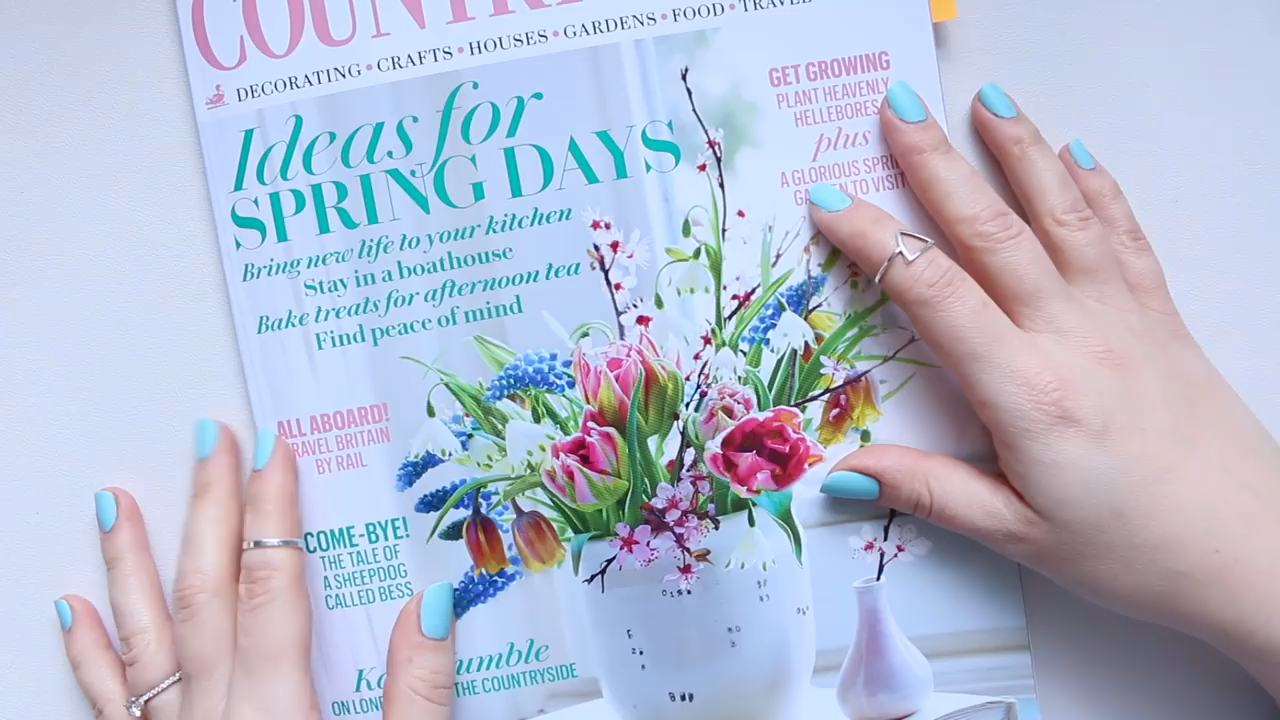 COUNTR
DECORATING • CRAFTS • HOUSES • GARDENS • FOOD • TRAVEL
Ideas for
SPRING DAYS
Bring new life to your kitchen
Stay in a boathouse
Bake treats for afternoon tea
Find peace of mind
GET GROWING
PLANT HEAVENLY
HELLEBORES
plus
A GLORIOUS SPRI
TO VISIT
ALL ABOARD!
TRAVEL BRITAIN
BY RAIL
COME-BYE!
THE TALE OF
A SHEEPDOG
CALLED BESS
umble
THE COUNTRYSIDE
ON